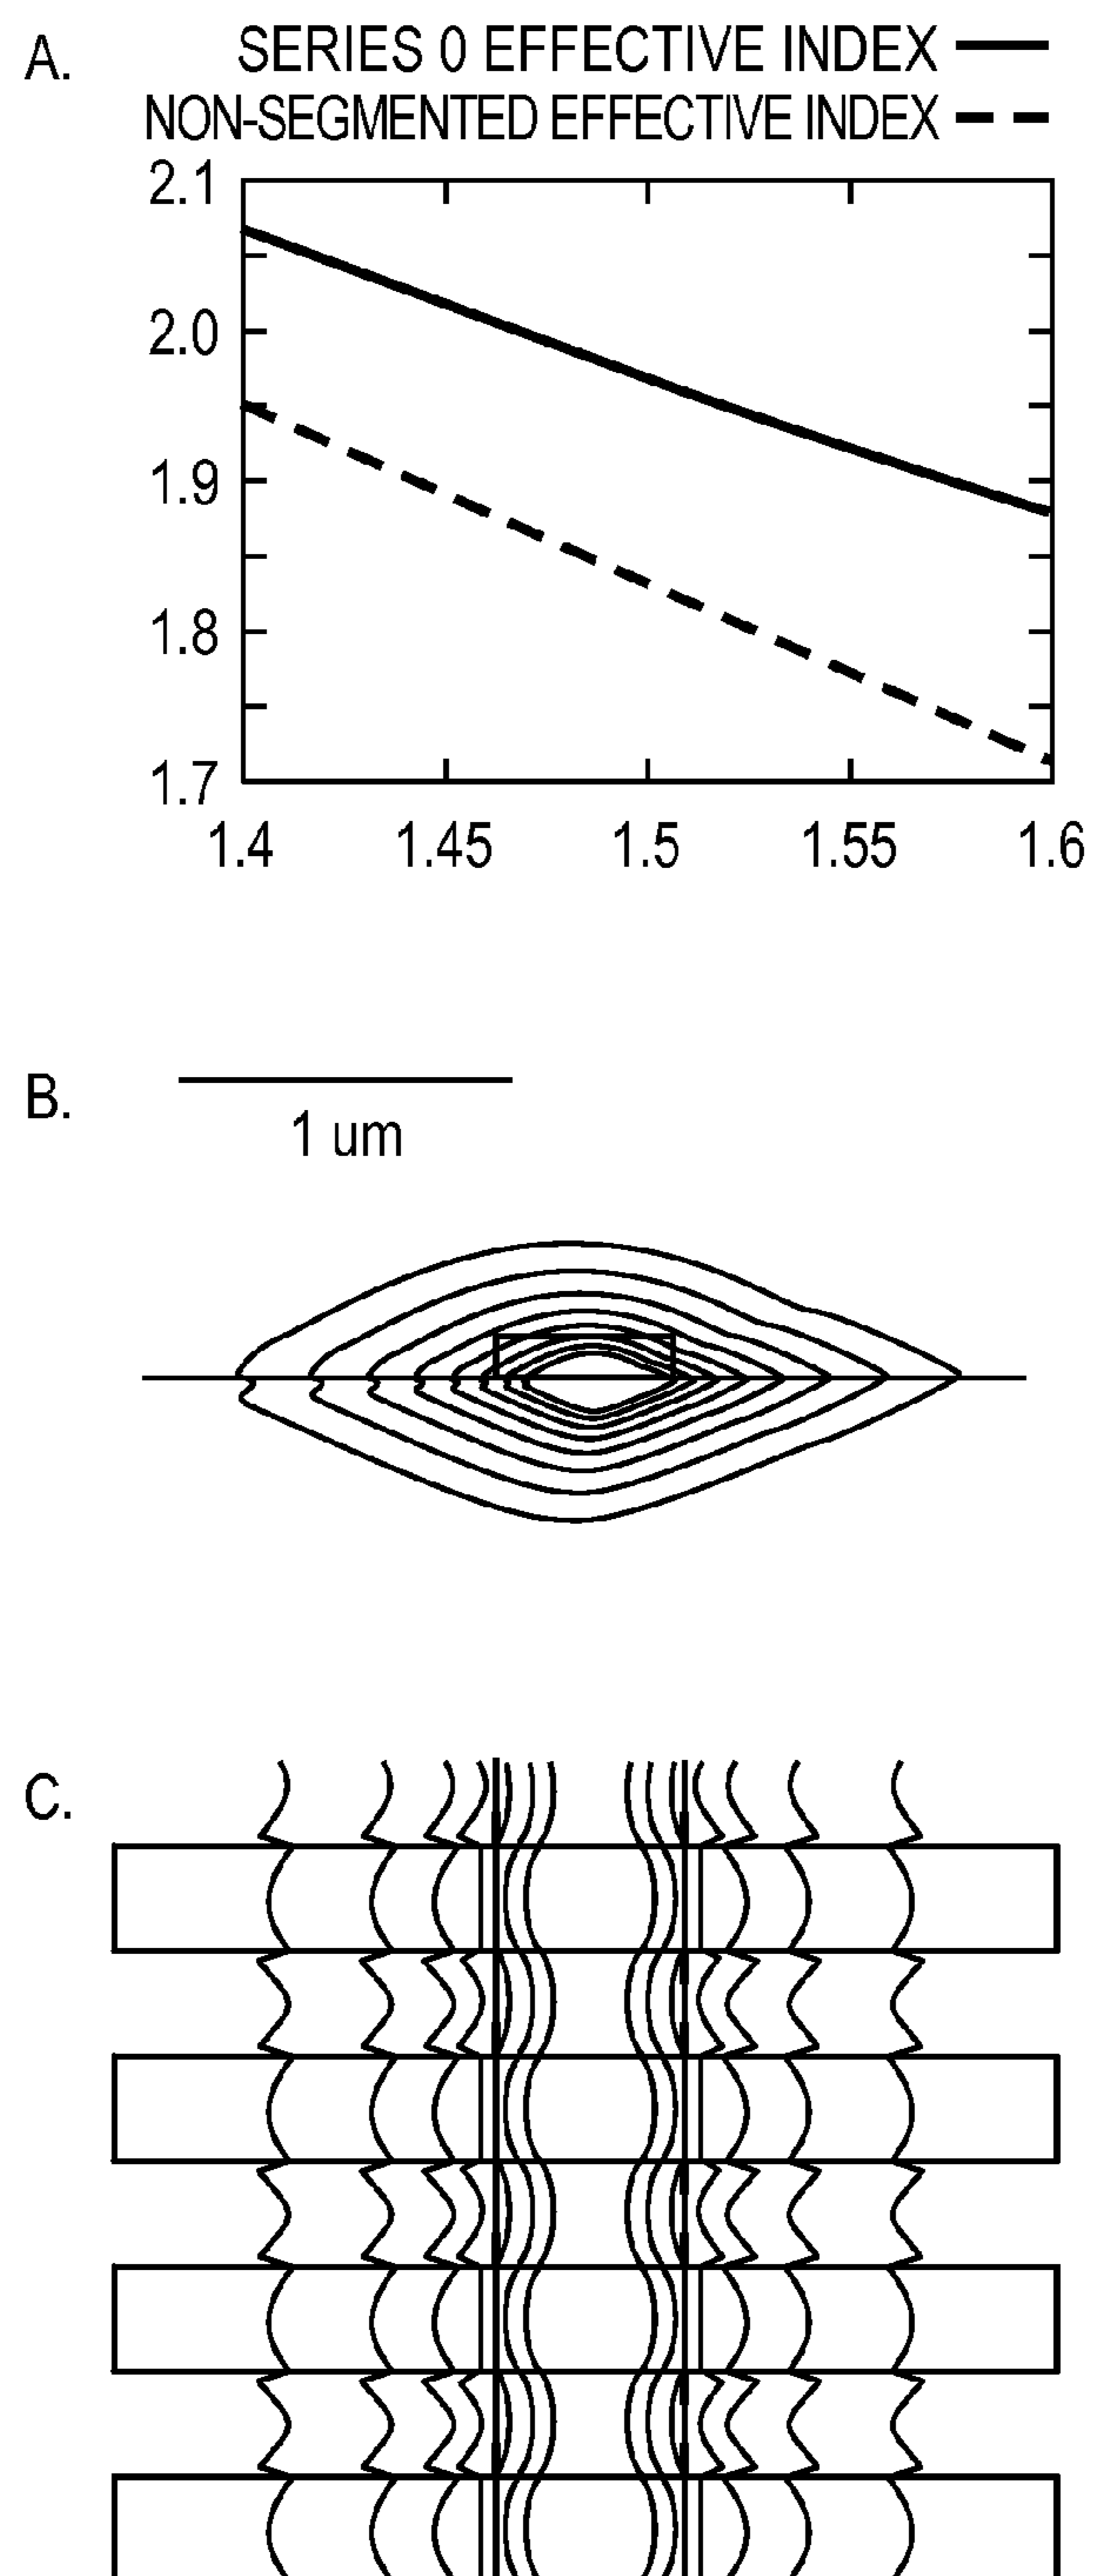 A.
SERIES 0 EFFECTIVE INDEX
NON-SEGMENTED EFFECTIVE INDEX
2.1
2.0
1.9
1.8
1.7
1.4 1.45 1.5 1.55 1.6
B.
1 um
C.